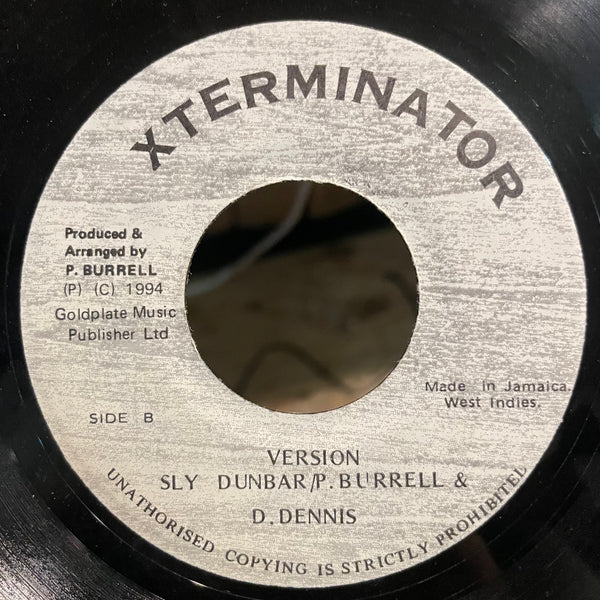 XTERMINATOR
Produced &
Arranged by
P. BURRELL
(P) (C) 1994
Goldplate Music
Publisher Ltd
Made in Jamaica.
West Indies.
SIDE B
VERSION
SLY DUNBAR/P. BURRELL &
D. DENNIS
UNATHORISED COPYING IS STRICTLY PROHIBITEL